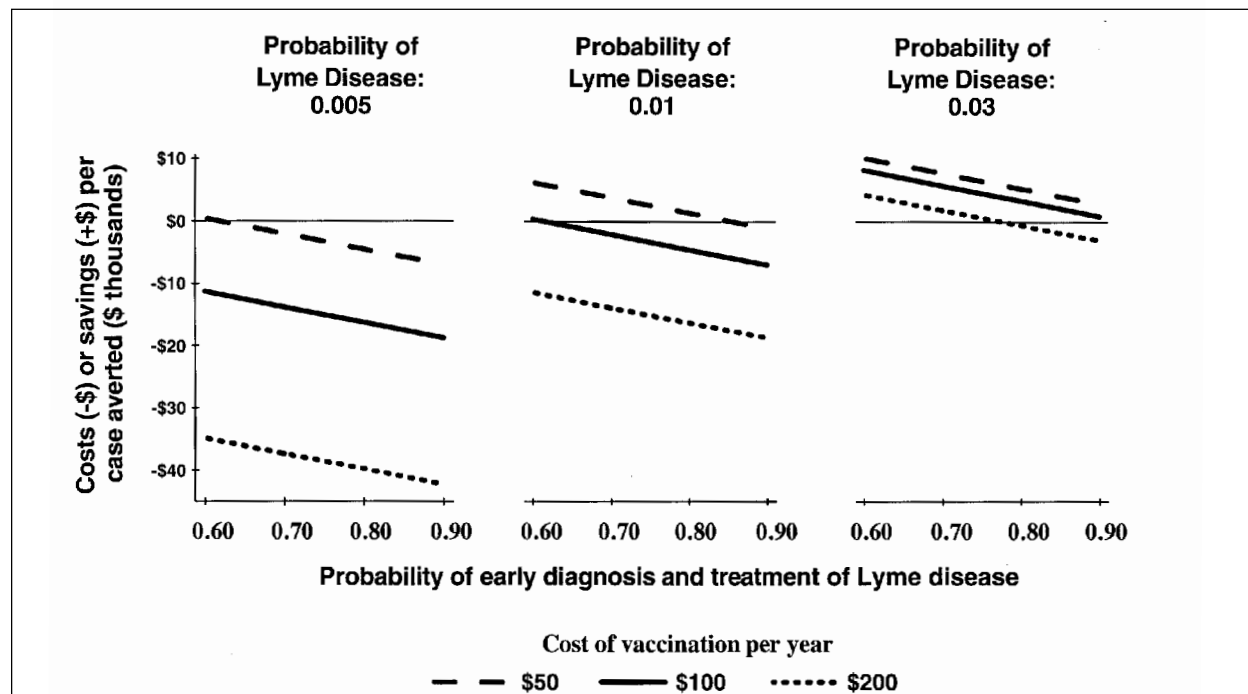 Probability of
Lyme Disease:
0.005
Probability of
Lyme Disease:
0.01
Probability of
Lyme Disease:
0.03
Costs (-$) or savings (+$) per
case averted ($ thousands)
$10
$0
-$10
-$20
-$30
-$40
0.60 0.70 0.80 0.90 0.60 0.70 0.80 0.90 0.60 0.70 0.80 0.90
Probability of early diagnosis and treatment of Lyme disease
Cost of vaccination per year
$50 $100 $200